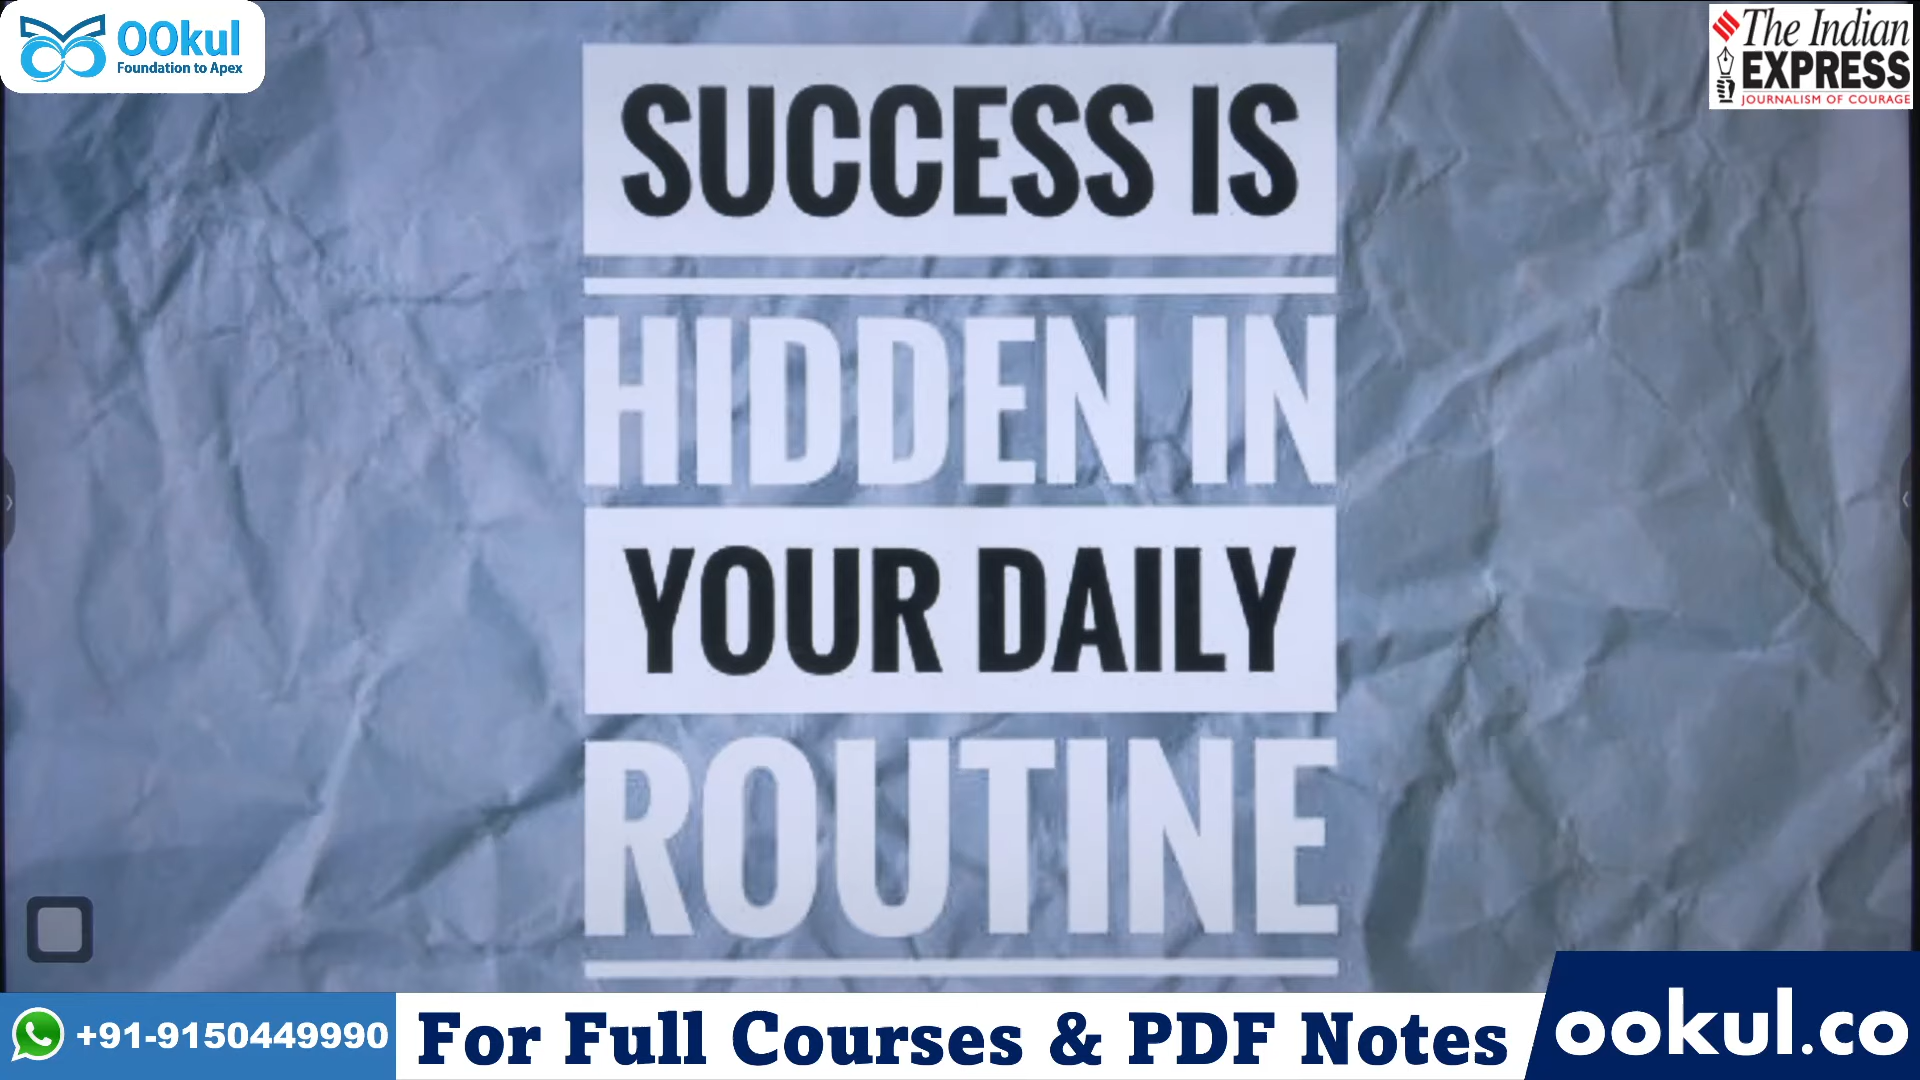 OOkul
Foundation to Apex
The Indian
EXPRESS
JOURNALISM OF COURAGE
SUCCESS IS
HIDDEN IN
YOUR DAILY
ROUTINE
+91-9150449990
For Full Courses & PDF Notes
ookul.co